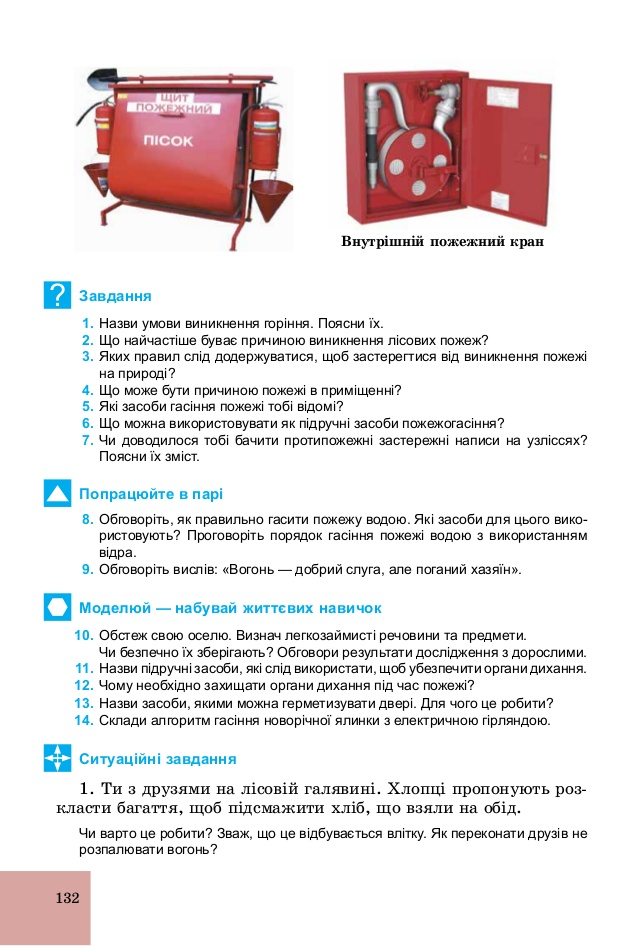 ЩИТ
ПОЖЕЖНИЙ
ПІСОК
Внутрішній пожежний кран
? Завдання
1. Назви умови виникнення горіння. Поясни їх.
2. Що найчастіше буває причиною виникнення лісових пожеж?
3. Яких правил слід додержуватися, щоб застерегтися від виникнення пожежі
на природі?
4. Що може бути причиною пожежі в приміщенні?
5. Які засоби гасіння пожежі тобі відомі?
6. Що можна використовувати як підручні засоби пожежогасіння?
7. Чи доводилося тобі бачити протипожежні застережні написи на узліссях?
Поясни їх зміст.
Попрацюйте в парі
8. Обговоріть, як правильно гасити пожежу водою. Які засоби для цього вико-
ристовують? Проговоріть порядок гасіння пожежі водою з використанням
відра.
9. Обговоріть вислів: «Вогонь — добрий слуга, але поганий хазяїн».
Моделюй — набувай життєвих навичок
10. Обстеж свою оселю. Визнач легкозаймисті речовини та предмети.
Чи безпечно їх зберігають? Обговори результати дослідження з дорослими.
11. Назви підручні засоби, які слід використати, щоб убезпечити органи дихання.
12. Чому необхідно захищати органи дихання під час пожежі?
13. Назви засоби, якими можна герметизувати двері. Для чого це робити?
14. Склади алгоритм гасіння новорічної ялинки з електричною гірляндою.
Ситуаційні завдання
1. Ти з друзями на лісовій галявині. Хлопці пропонують роз-
класти багаття, щоб підсмажити хліб, що взяли на обід.
Чи варто це робити? Зваж, що це відбувається влітку. Як переконати друзів не
розпалювати вогонь?
132